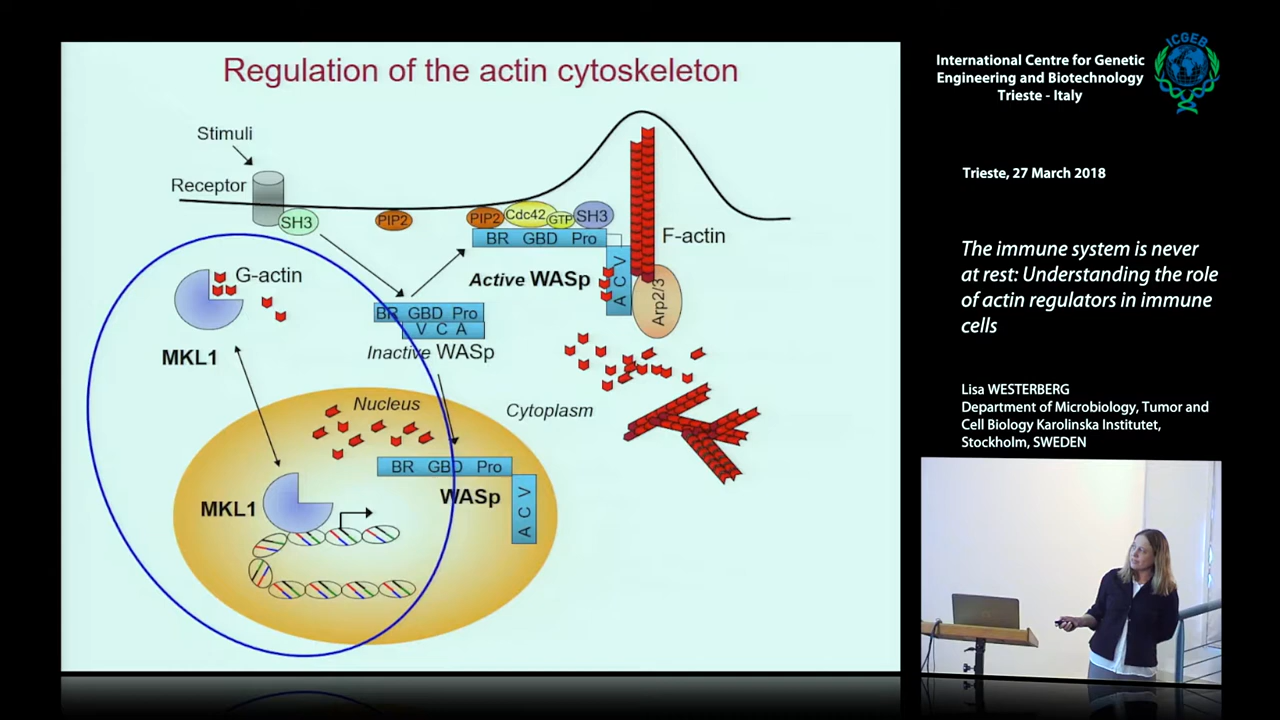 Regulation of the actin cytoskeleton
Stimuli
Receptor
SH3
PIP2
PIP2
Cdc42
GTP
SH3
BR GBD Pro
F-actin
G-actin
Active WASp
A C V
Arp2/3
BR GBD Pro
V C A
Inactive WASp
MKL1
Nucleus
Cytoplasm
BR GBD Pro
WASp
A C V
MKL1
International Centre for Genetic
Engineering and Biotechnology
Trieste - Italy
ICGEB
Trieste, 27 March 2018
The immune system is never
at rest: Understanding the role
of actin regulators in immune
cells
Lisa WESTERBERG
Department of Microbiology, Tumor and
Cell Biology Karolinska Institutet,
Stockholm, SWEDEN